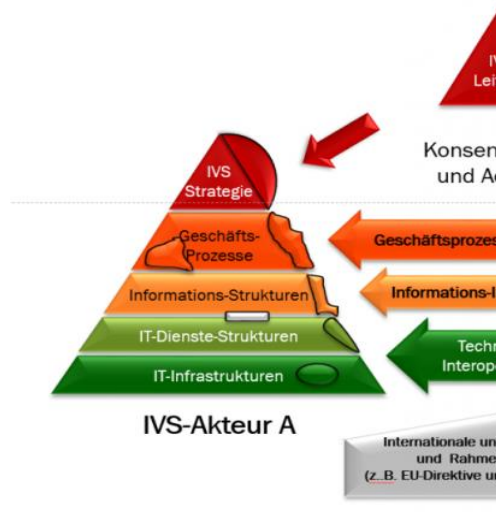 IVS
Strategie
Geschäfts-
Prozesse
Informations-Strukturen
IT-Dienste-Strukturen
IT-Infrastrukturen
IVS-Akteur A
Konsen
und A
Geschäftsprozes
Informations-I
Techn
Interop
Internationale un
und Rahme
(z. B. EU-Direktive u